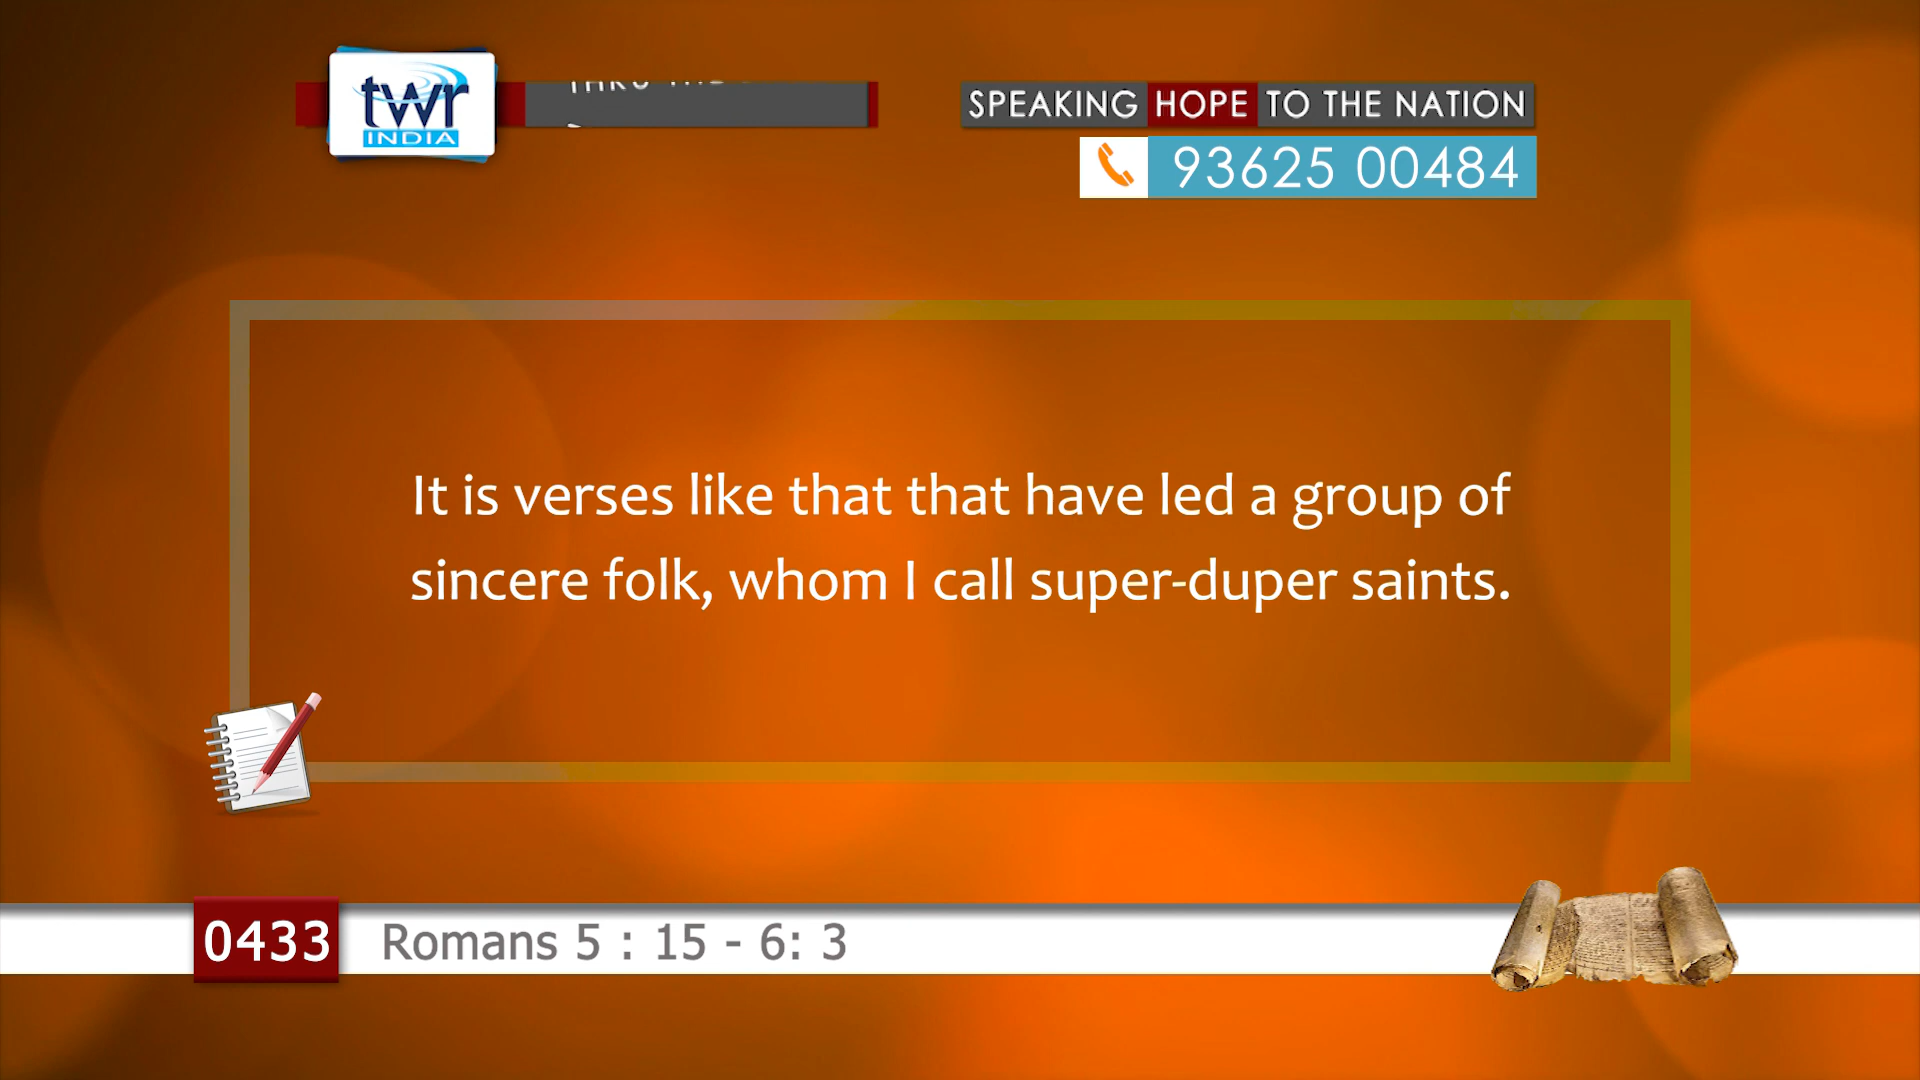 twr
INDIA
SPEAKING HOPE TO THE NATION
93625 00484
It is verses like that that have led a group of
sincere folk, whom I call super-duper saints.
0433
Romans 5 : 15 - 6: 3